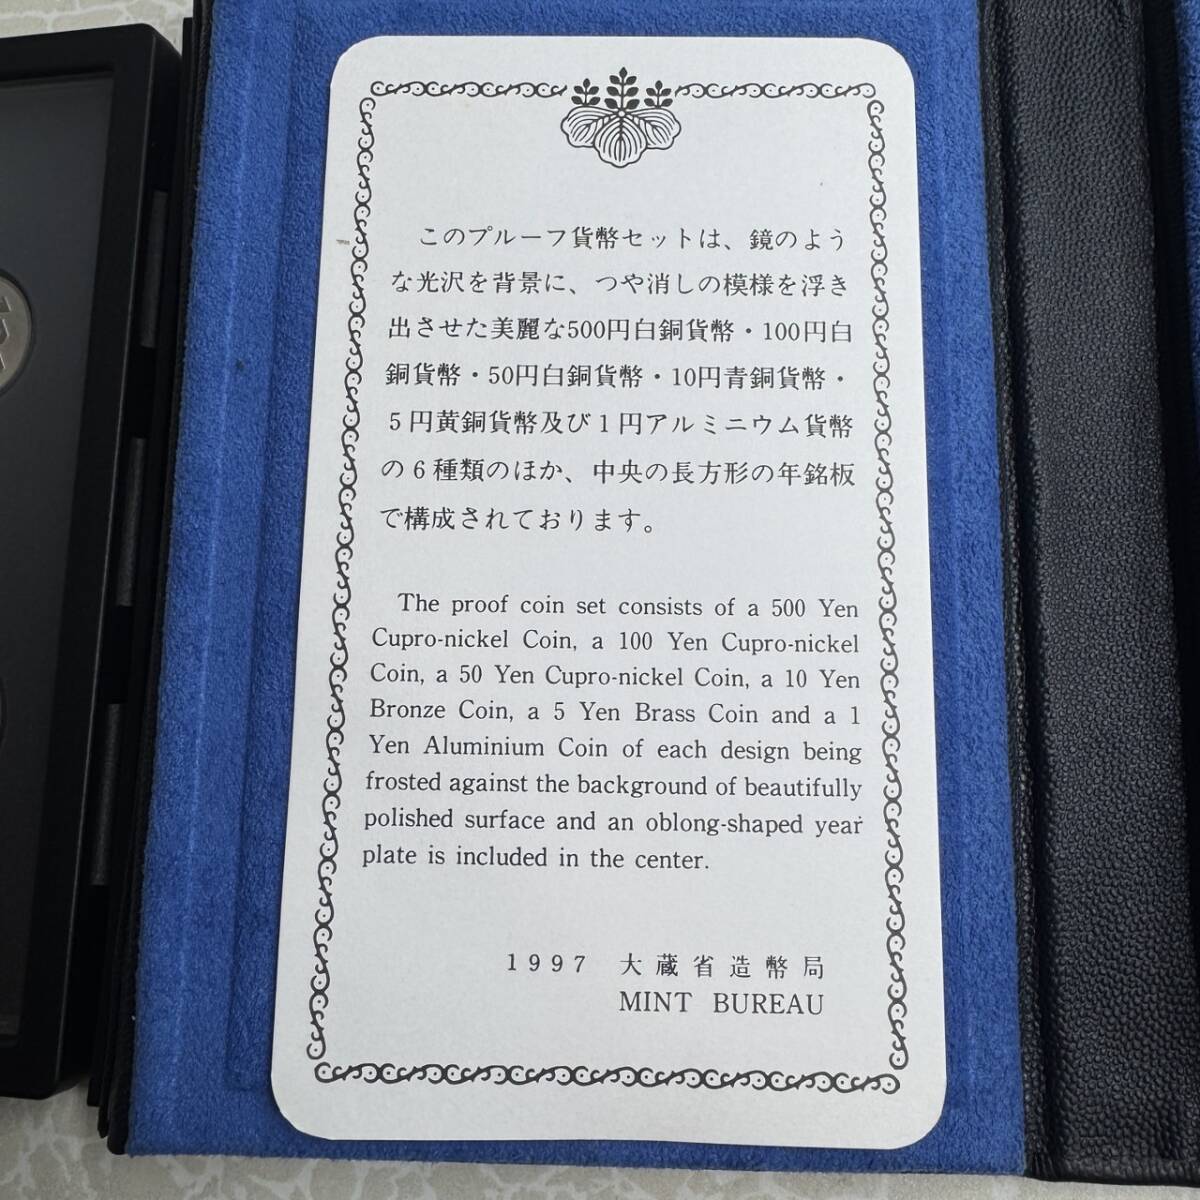 このプルーフ貨幣セットは、鏡のよう
な光沢を背景に、つや消しの模様を浮き
出させた美麗な500円白銅貨幣・100円白
銅貨幣・50円白銅貨幣・10円青銅貨幣・
5円黄銅貨幣及び1円アルミニウム貨幣
の6種類のほか、中央の長方形の年銘板
で構成されております。
The proof coin set consists of a 500 Yen
Cupro-nickel Coin, a 100 Yen Cupro-nickel
Coin, a 50 Yen Cupro-nickel Coin, a 10 Yen
Bronze Coin, a 5 Yen Brass Coin and a 1
Yen Aluminium Coin of each design being
frosted against the background of beautifully
polished surface and an oblong-shaped year
plate is included in the center.
1997 大蔵省造幣局
MINT BUREAU